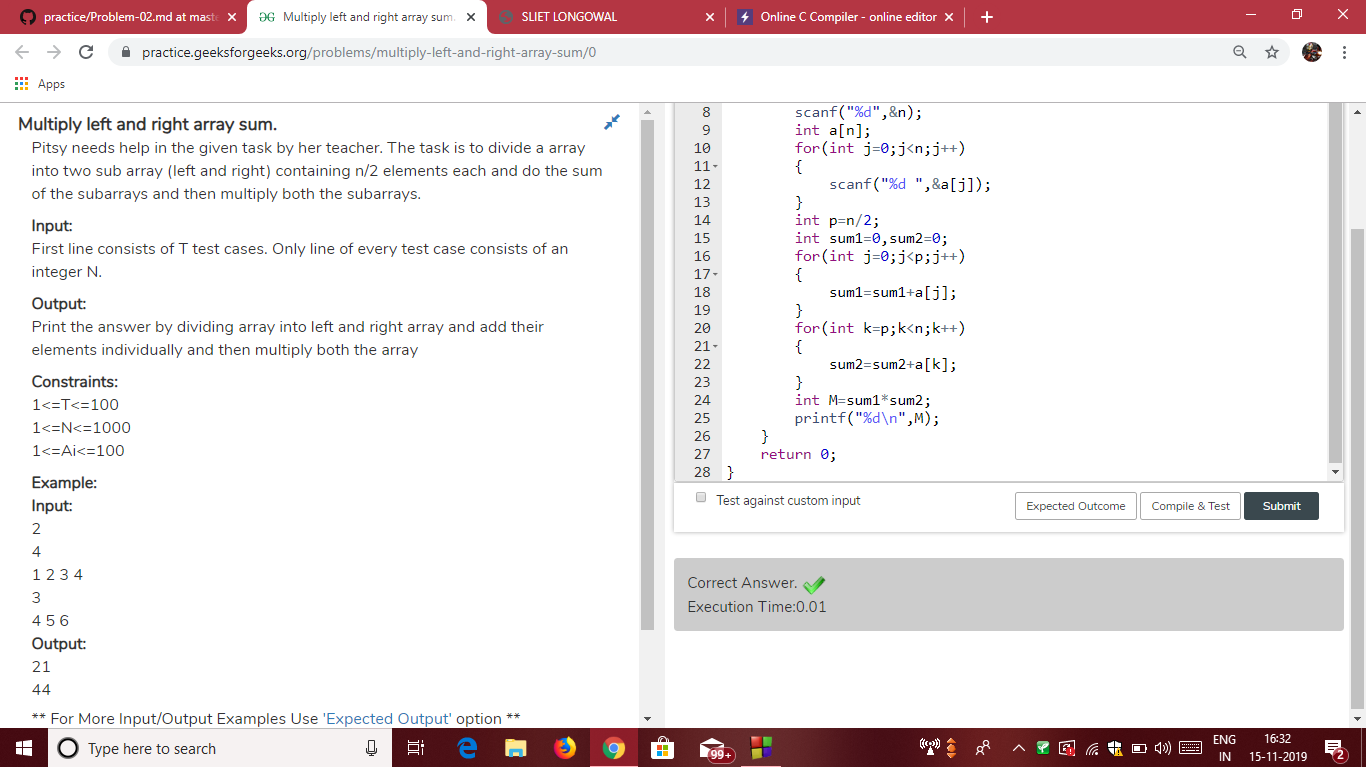 practice/Problem-02.md at maste
Multiply left and right array sum.
SLIET LONGOWAL
Online C Compiler - online editor
practice.geeksforgeeks.org/problems/multiply-left-and-right-array-sum/0
Apps
Multiply left and right array sum.
Pitsy needs help in the given task by her teacher. The task is to divide a array
into two sub array (left and right) containing n/2 elements each and do the sum
of the subarrays and then multiply both the subarrays.
Input:
First line consists of T test cases. Only line of every test case consists of an
integer N.
Output:
Print the answer by dividing array into left and right array and add their
elements individually and then multiply both the array
Constraints:
1<=T<=100
1<=N<=1000
1<=Ai<=100
Example:
Input:
2
4
1 2 3 4
3
4 5 6
Output:
21
44
** For More Input/Output Examples Use 'Expected Output' option **
8 scanf("%d",&n);
9 int a[n];
10 for(int j=0;j<n;j++)
11 {
12 scanf("%d ",&a[j]);
13 }
14 int p=n/2;
15 int sum1=0,sum2=0;
16 for(int j=0;j<p;j++)
17 {
18 sum1=sum1+a[j];
19 }
20 for(int k=p;k<n;k++)
21 {
22 sum2=sum2+a[k];
23 }
24 int M=sum1*sum2;
25 printf("%d\n",M);
26 }
27 return 0;
28 }
Test against custom input
Expected Outcome
Compile & Test
Submit
Correct Answer.
Execution Time:0.01
Type here to search
99+
ENG
IN
16:32
15-11-2019
2